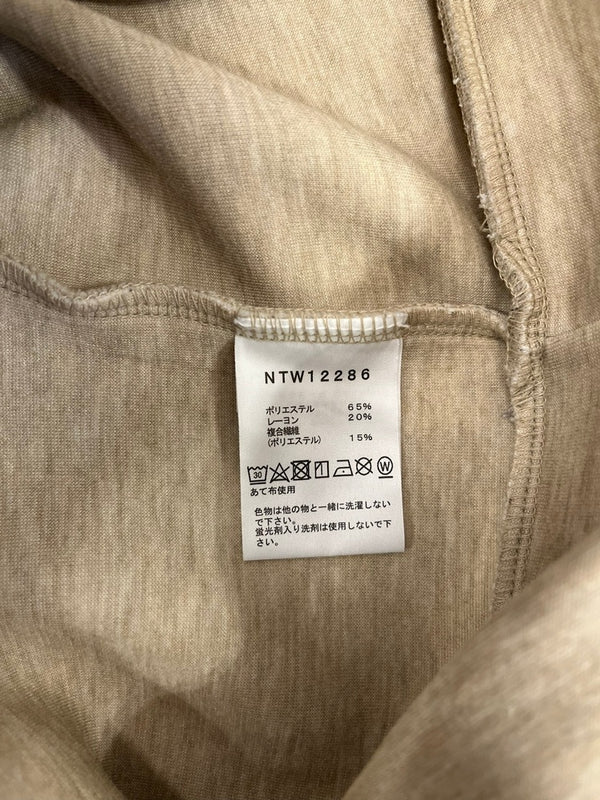 NTW12286
ポリエステル 65%
レーヨン 20%
複合繊維
(ポリエステル) 15%
30 W
あて布使用
色物は他の物と一緒に洗濯しない
で下さい。
蛍光剤入り洗剤は使用しないで下
さい。